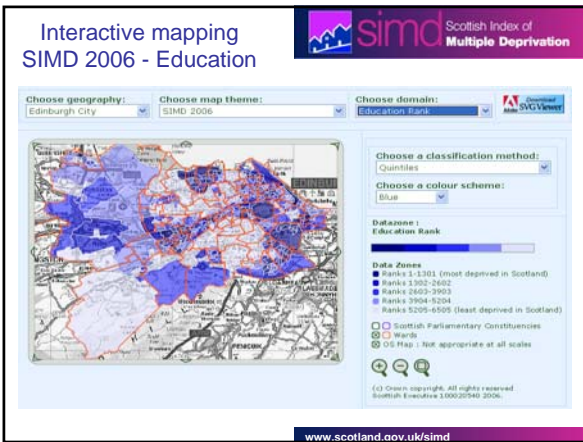 Interactive mapping
SIMD 2006 - Education
simd
Scottish Index of
Multiple Deprivation
Choose geography:
Choose map theme:
Choose domain:
Edinburgh City
SIMD 2006
Education Rank
Adobe
Download
SVG Viewer
Choose a classification method:
Quintiles
Choose a colour scheme:
Blue
Datazone :
Education Rank
Data Zones
Ranks 1-1301 (most deprived in Scotland)
Ranks 1302-2602
Ranks 2603-3903
Ranks 3904-5204
Ranks 5205-6505 (least deprived in Scotland)
Scottish Parliamentary Constituencies
Wards
OS Map : Not appropriate at all scales
(c) Crown copyright. All rights reserved
Scottish Executive 100020540 2006.
PENICUIK
www.scotland.gov.uk/simd